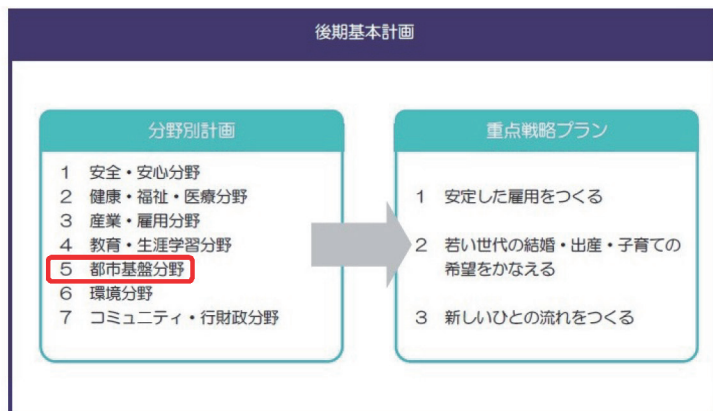 後期基本計画
分野別計画
1 安全・安心分野
2 健康・福祉・医療分野
3 産業・雇用分野
4 教育・生涯学習分野
5 都市基盤分野
6 環境分野
7 コミュニティ・行財政分野
重点戦略プラン
1 安定した雇用をつくる
2 若い世代の結婚・出産・子育ての
希望をかなえる
3 新しいひとの流れをつくる